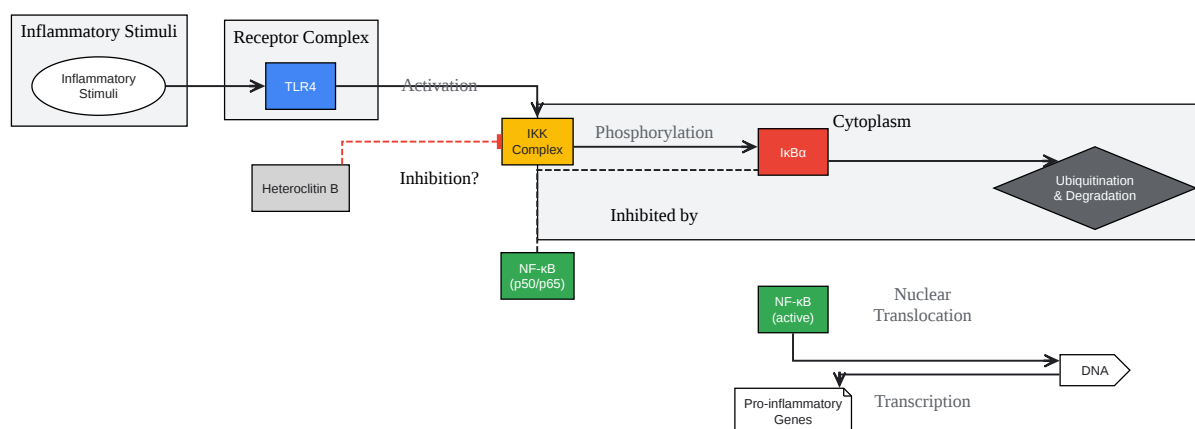 Inflammatory Stimuli
Inflammatory
Stimuli
Receptor Complex
TLR4
Activation
IKK
Complex
Phosphorylation
Cytoplasm
IκBα
Ubiquitination
& Degradation
Heteroclitin B
Inhibition?
Inhibited by
NF-κB
(p50/p65)
NF-κB
(active)
Nuclear
Translocation
DNA
Pro-inflammatory
Genes
Transcription